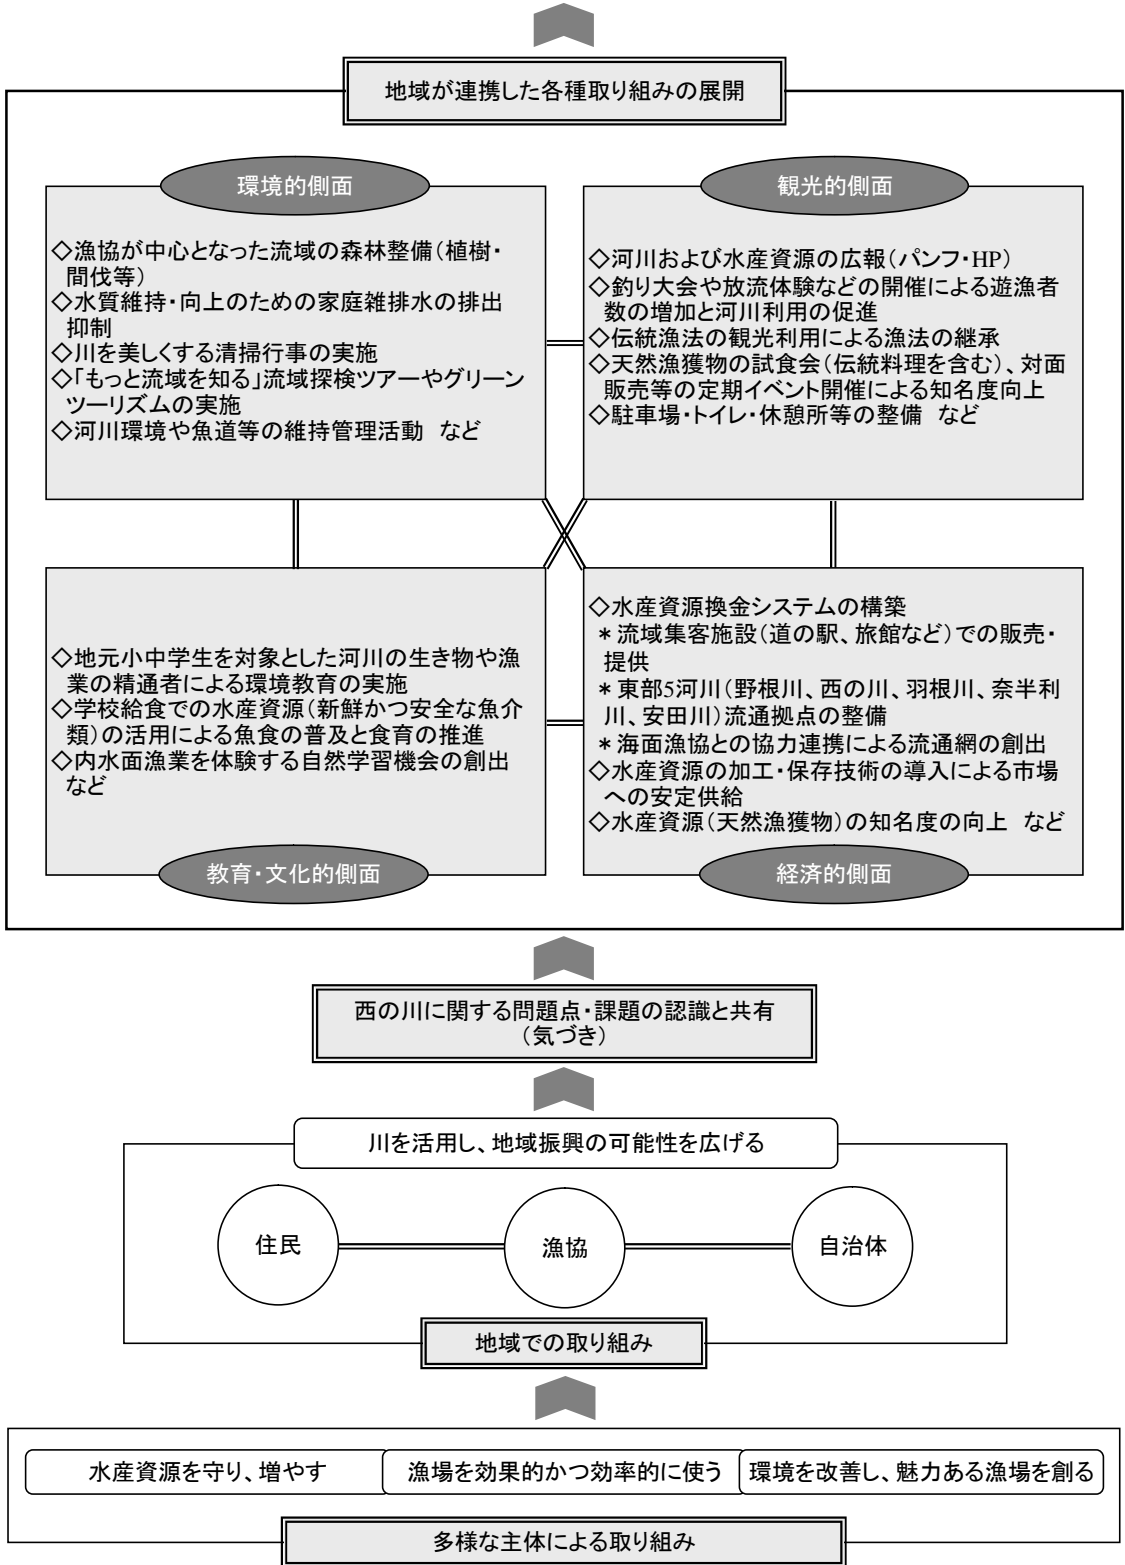 地域が連携した各種取り組みの展開
環境的側面
◇漁協が中心となった流域の森林整備(植樹・
間伐等)
◇水質維持・向上のための家庭雑排水の排出
抑制
◇川を美しくする清掃行事の実施
◇「もっと流域を知る」流域探検ツアーやグリーン
ツーリズムの実施
◇河川環境や魚道等の維持管理活動 など
観光的側面
◇河川および水産資源の広報(パンフ・HP)
◇釣り大会や放流体験などの開催による遊漁者
数の増加と河川利用の促進
◇伝統漁法の観光利用による漁法の継承
◇天然漁獲物の試食会(伝統料理を含む)、対面
販売等の定期イベント開催による知名度向上
◇駐車場・トイレ・休憩所等の整備 など
◇地元小中学生を対象とした河川の生き物や漁
業の精通者による環境教育の実施
◇学校給食での水産資源(新鮮かつ安全な魚介
類)の活用による魚食の普及と食育の推進
◇内水面漁業を体験する自然学習機会の創出
など
教育・文化的側面
◇水産資源換金システムの構築
*流域集客施設(道の駅、旅館など)での販売・
提供
*東部5河川(野根川、西の川、羽根川、奈半利
川、安田川)流通拠点の整備
*海面漁協との協力連携による流通網の創出
◇水産資源の加工・保存技術の導入による市場
への安定供給
◇水産資源(天然漁獲物)の知名度の向上 など
経済的側面
西の川に関する問題点・課題の認識と共有
(気づき)
川を活用し、地域振興の可能性を広げる
住民
漁協
自治体
地域での取り組み
水産資源を守り、増やす
漁場を効果的かつ効率的に使う
環境を改善し、魅力ある漁場を創る
多様な主体による取り組み